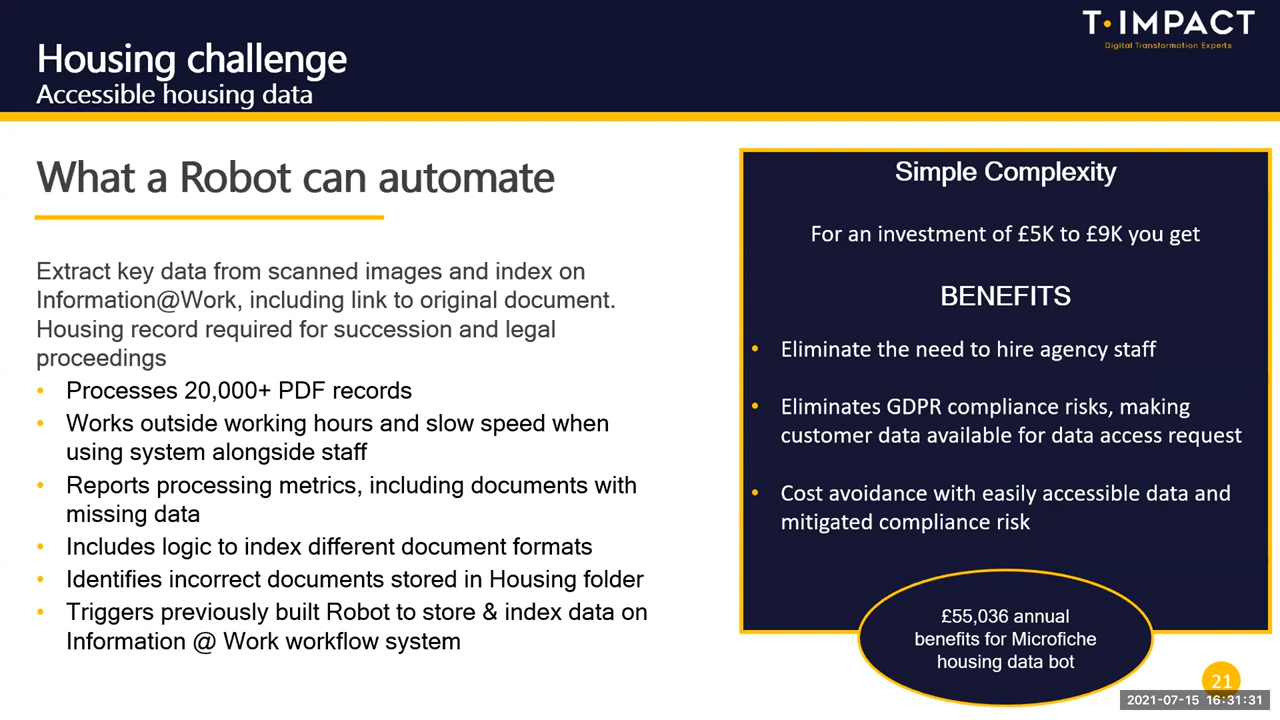 T·IMPACT
Digital Transformation Experts
Housing challenge
Accessible housing data
What a Robot can automate
Extract key data from scanned images and index on
Information@Work, including link to original document.
Housing record required for succession and legal
proceedings
• Processes 20,000+ PDF records
• Works outside working hours and slow speed when
using system alongside staff
• Reports processing metrics, including documents with
missing data
• Includes logic to index different document formats
• Identifies incorrect documents stored in Housing folder
• Triggers previously built Robot to store & index data on
Information @ Work workflow system
Simple Complexity
For an investment of £5K to £9K you get
BENEFITS
• Eliminate the need to hire agency staff
• Eliminates GDPR compliance risks, making
customer data available for data access request
• Cost avoidance with easily accessible data and
mitigated compliance risk
£55,036 annual
benefits for Microfiche
housing data bot
21
2021-07-15 16:31:31